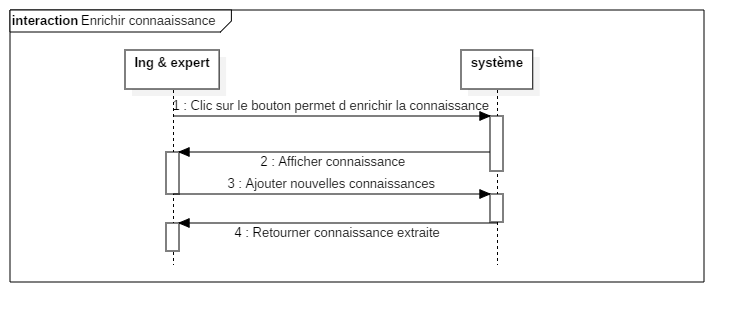 interaction Enrichir connaaissance
Ing & expert
système
1 : Clic sur le bouton permet d enrichir la connaissance
2 : Afficher connaissance
3 : Ajouter nouvelles connaissances
4 : Retourner connaissance extraite